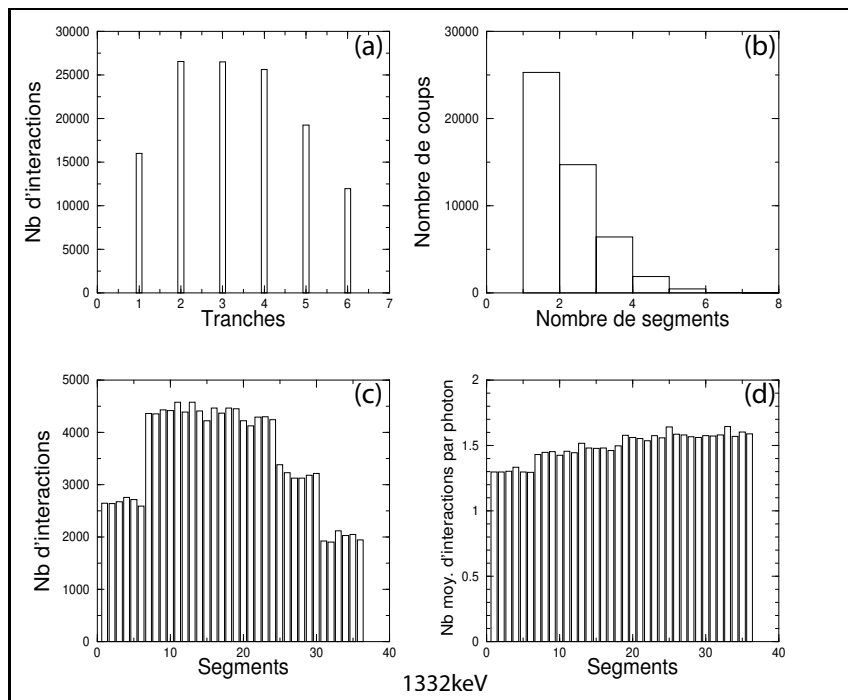 (a)
Nb d'interactions
30000
25000
20000
15000
10000
5000
0
0 1 2 3 4 5 6 7
Tranches
(b)
Nombre de coups
30000
20000
10000
0
0 2 4 6 8
Nombre de segments
(c)
Nb d'interactions
5000
4000
3000
2000
1000
0
0 10 20 30 40
Segments
(d)
Nb moy. d'interactions par photon
2
1.5
1
0.5
0
0 10 20 30 40
Segments
1332keV